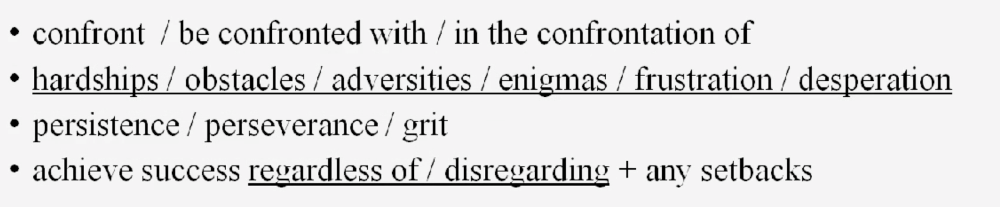 • confront / be confronted with / in the confrontation of
• hardships / obstacles / adversities / enigmas / frustration / desperation
• persistence / perseverance / grit
• achieve success regardless of / disregarding + any setbacks